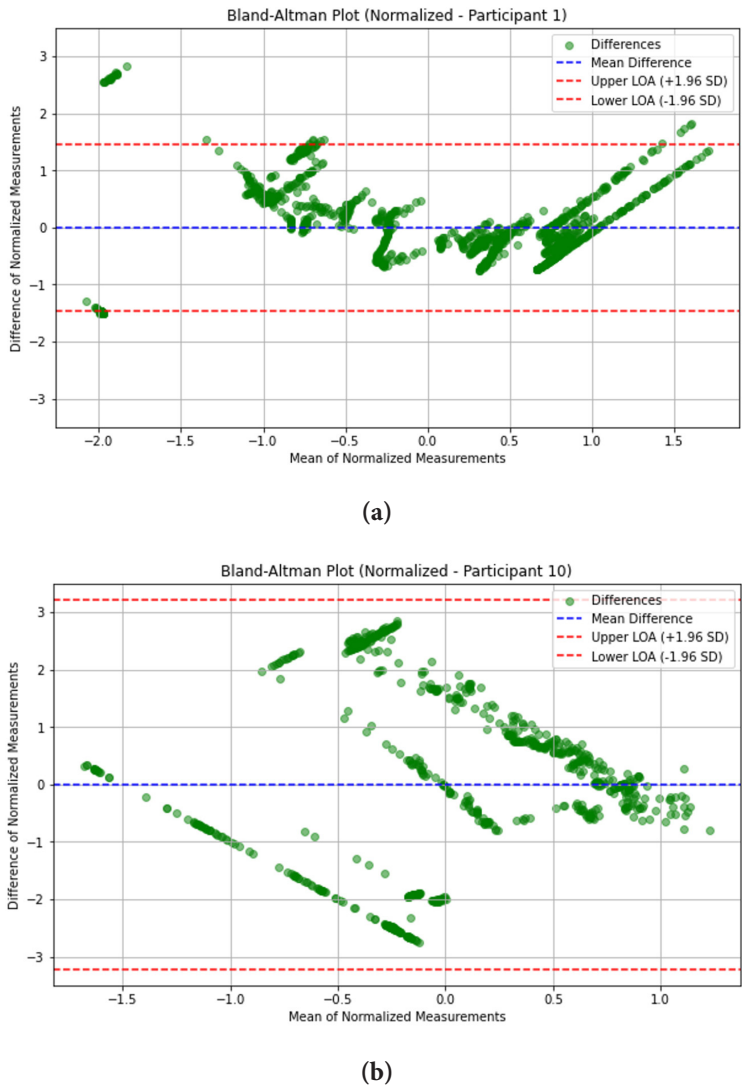 Bland-Altman Plot (Normalized - Participant 1)
Difference of Normalized Measurements
3
2
1
0
−1
−2
−3
Differences
Mean Difference
Upper LOA (+1.96 SD)
Lower LOA (-1.96 SD)
−2.0 −1.5 −1.0 −0.5 0.0 0.5 1.0 1.5
Mean of Normalized Measurements
(a)
Bland-Altman Plot (Normalized - Participant 10)
Difference of Normalized Measurements
3
2
1
0
−1
−2
−3
Differences
Mean Difference
Upper LOA (+1.96 SD)
Lower LOA (-1.96 SD)
−1.5 −1.0 −0.5 0.0 0.5 1.0
Mean of Normalized Measurements
(b)